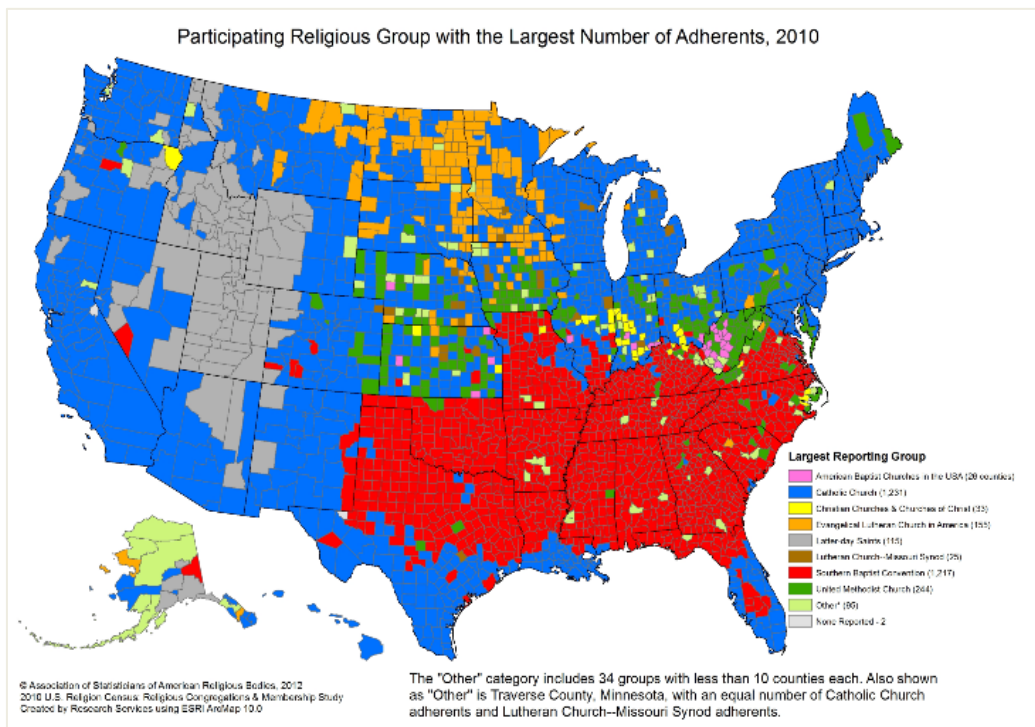 Participating Religious Group with the Largest Number of Adherents, 2010
Largest Reporting Group
American Baptist Churches in the USA (26 counties)
Catholic Church (1,231)
Christian Churches & Churches of Christ (33)
Evangelical Lutheran Church in America (155)
Latter-day Saints (115)
Lutheran Church--Missouri Synod (25)
Southern Baptist Convention (1,217)
United Methodist Church (244)
Other* (95)
None Reported - 2
© Association of Statisticians of American Religious Bodies, 2012
2010 U.S. Religion Census: Religious Congregations & Membership Study
Created by Research Services using ESRI ArcMap 10.0
The "Other" category includes 34 groups with less than 10 counties each. Also shown
as "Other" is Traverse County, Minnesota, with an equal number of Catholic Church
adherents and Lutheran Church--Missouri Synod adherents.